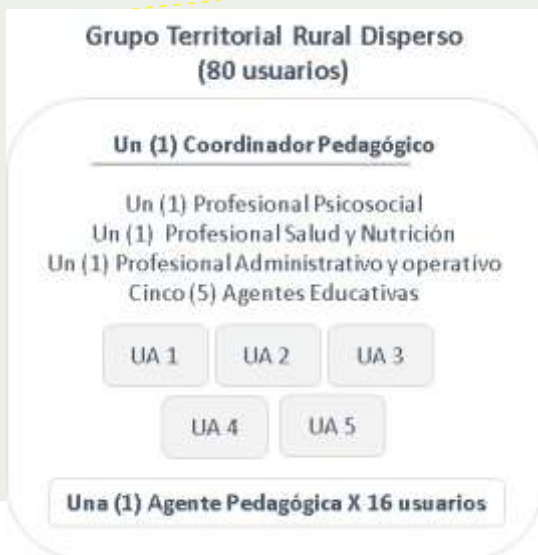 Grupo Territorial Rural Disperso
(80 usuarios)
Un (1) Coordinador Pedagógico
Un (1) Profesional Psicosocial
Un (1) Profesional Salud y Nutrición
Un (1) Profesional Administrativo y operativo
Cinco (5) Agentes Educativas
UA 1 UA 2 UA 3
UA 4 UA 5
Una (1) Agente Pedagógica X 16 usuarios